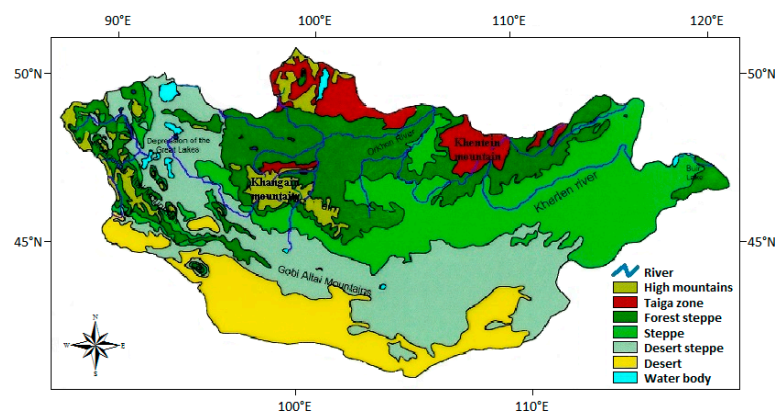 90°E
100°E
110°E
120°E
50°N
50°N
Depression of the
Great Lakes
Orkhon River
Khentein
mountain
Khangain
mountain
Kherlen river
45°N
45°N
Gobi Altai Mountains
River
High mountains
Taiga zone
Forest steppe
Steppe
Desert steppe
Desert
Water body
N
W
E
S
100°E
110°E